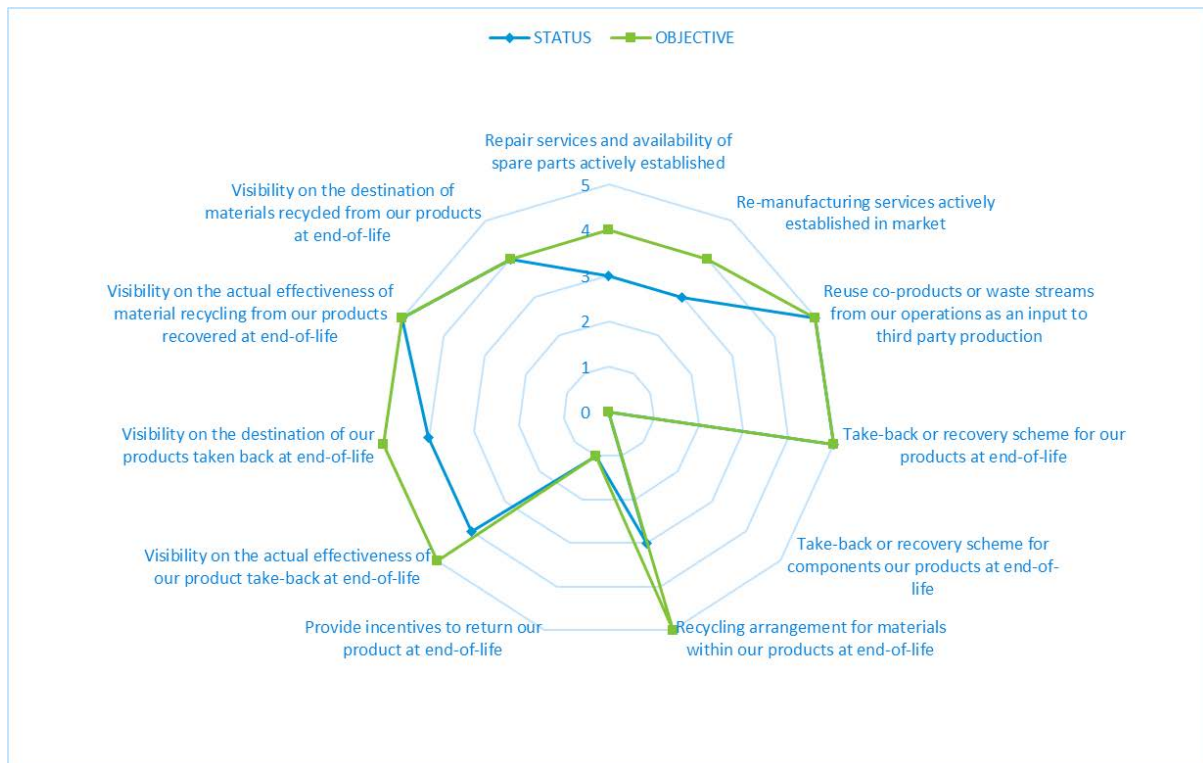 STATUS OBJECTIVE
Repair services and availability of
spare parts actively established
Visibility on the destination of
materials recycled from our products
at end-of-life
Re-manufacturing services actively
established in market
5
4
3
2
1
0
Visibility on the actual effectiveness of
material recycling from our products
recovered at end-of-life
Reuse co-products or waste streams
from our operations as an input to
third party production
Visibility on the destination of our
products taken back at end-of-life
Take-back or recovery scheme for our
products at end-of-life
Visibility on the actual effectiveness of
our product take-back at end-of-life
Take-back or recovery scheme for
components our products at end-of-
life
Provide incentives to return our
product at end-of-life
Recycling arrangement for materials
within our products at end-of-life